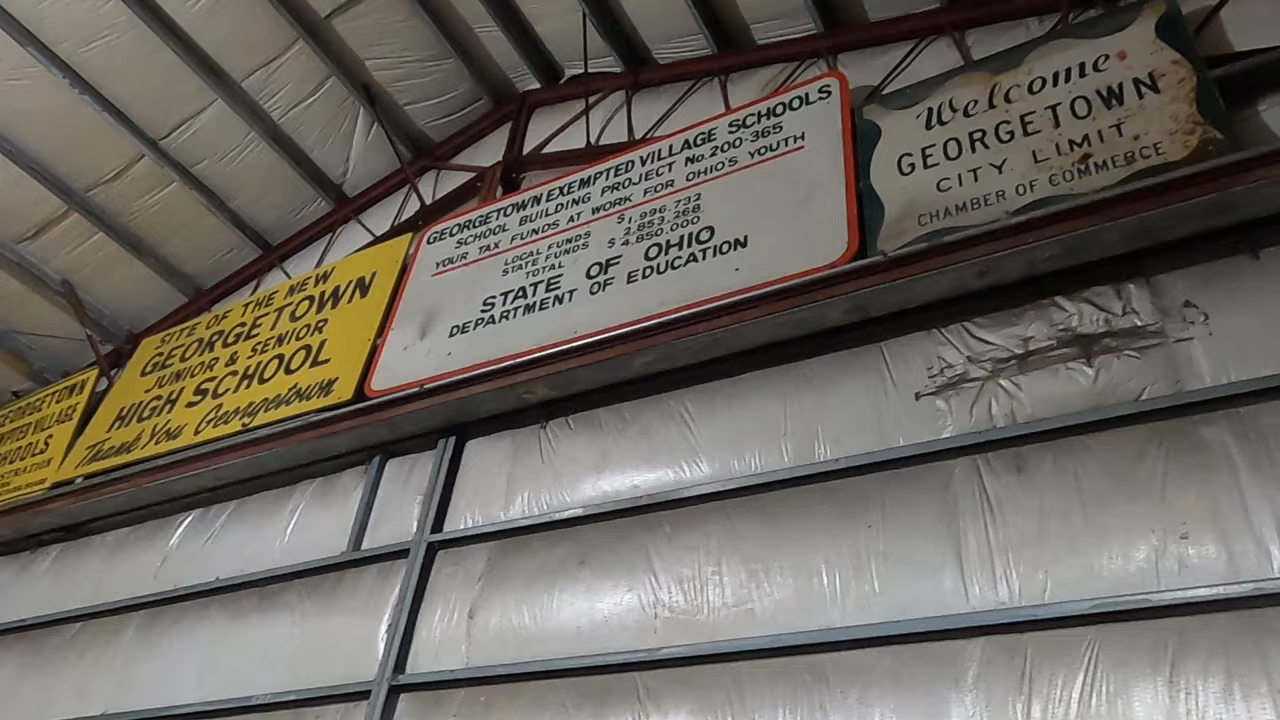 GEORGETOWN
VILLAGE
SITE OF THE NEW
GEORGETOWN
JUNIOR & SENIOR
HIGH SCHOOL
Thank You Georgetown
GEORGETOWN EXEMPTED VILLAGE SCHOOLS
SCHOOL BUILDING PROJECT No. 200-365
YOUR TAX FUNDS AT WORK FOR OHIO'S YOUTH
LOCAL FUNDS $1,996,732
STATE FUNDS 2,853,268
TOTAL $4,850,000
STATE OF OHIO
DEPARTMENT OF EDUCATION
Welcome
GEORGETOWN
CITY LIMIT
CHAMBER OF COMMERCE